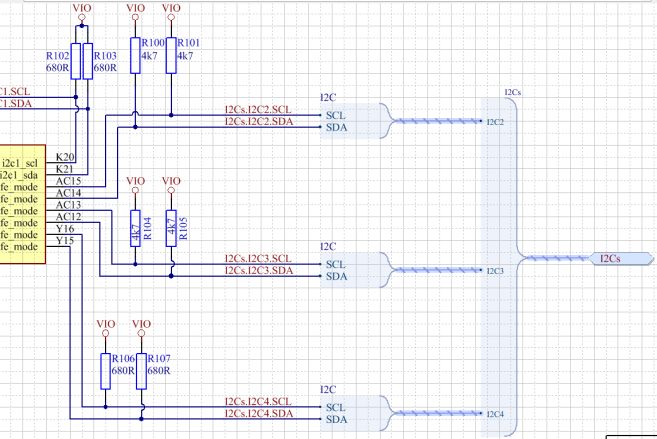 VIO
VIO
VIO
R102
680R
R103
680R
R100
4k7
R101
4k7
C1.SCL
C1.SDA
I2Cs.I2C2.SCL
I2Cs.I2C2.SDA
I2C
SCL
SDA
I2Cs
I2C2
i2c1_scl
i2c1_sda
fe_mode
fe_mode
fe_mode
fe_mode
fe_mode
fe_mode
K20
K21
AC15
AC14
AC13
AC12
Y16
Y15
VIO
VIO
4k7
R104
4k7
R105
I2Cs.I2C3.SCL
I2Cs.I2C3.SDA
I2C
SCL
SDA
I2C3
I2Cs
VIO
VIO
R106
680R
R107
680R
I2Cs.I2C4.SCL
I2Cs.I2C4.SDA
I2C
SCL
SDA
I2C4